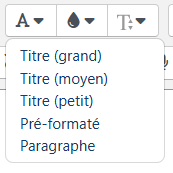 A
T
Titre (grand)
Titre (moyen)
Titre (petit)
Pré-formaté
Paragraphe